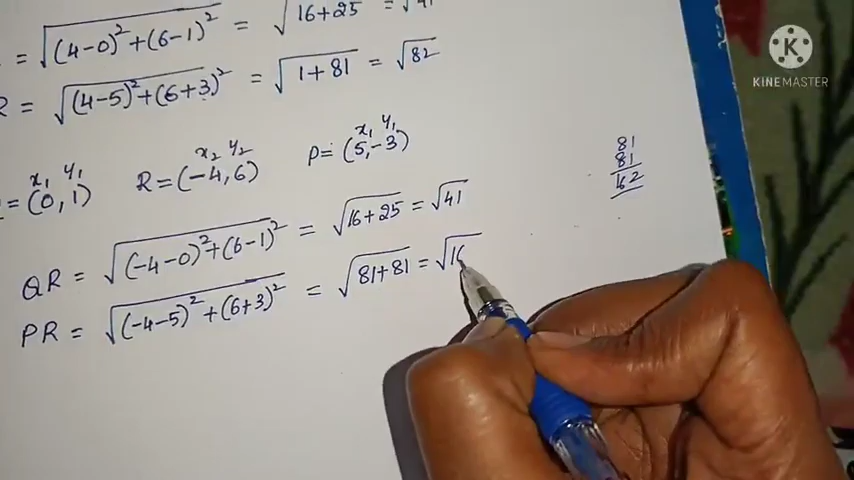 = √(4-0)²+(6-1)² = √16+25 = √41
R = √(4-5)²+(6+3)² = √1+81 = √82
x₁ y₁ x₂ y₂ x₁ y₁
= (0,1) R = (-4,6) P = (5,-3)
QR = √(-4-0)²+(6-1)² = √16+25 = √41
PR = √(-4-5)²+(6+3)² = √81+81 = √16
81
81
162
KINEMASTER